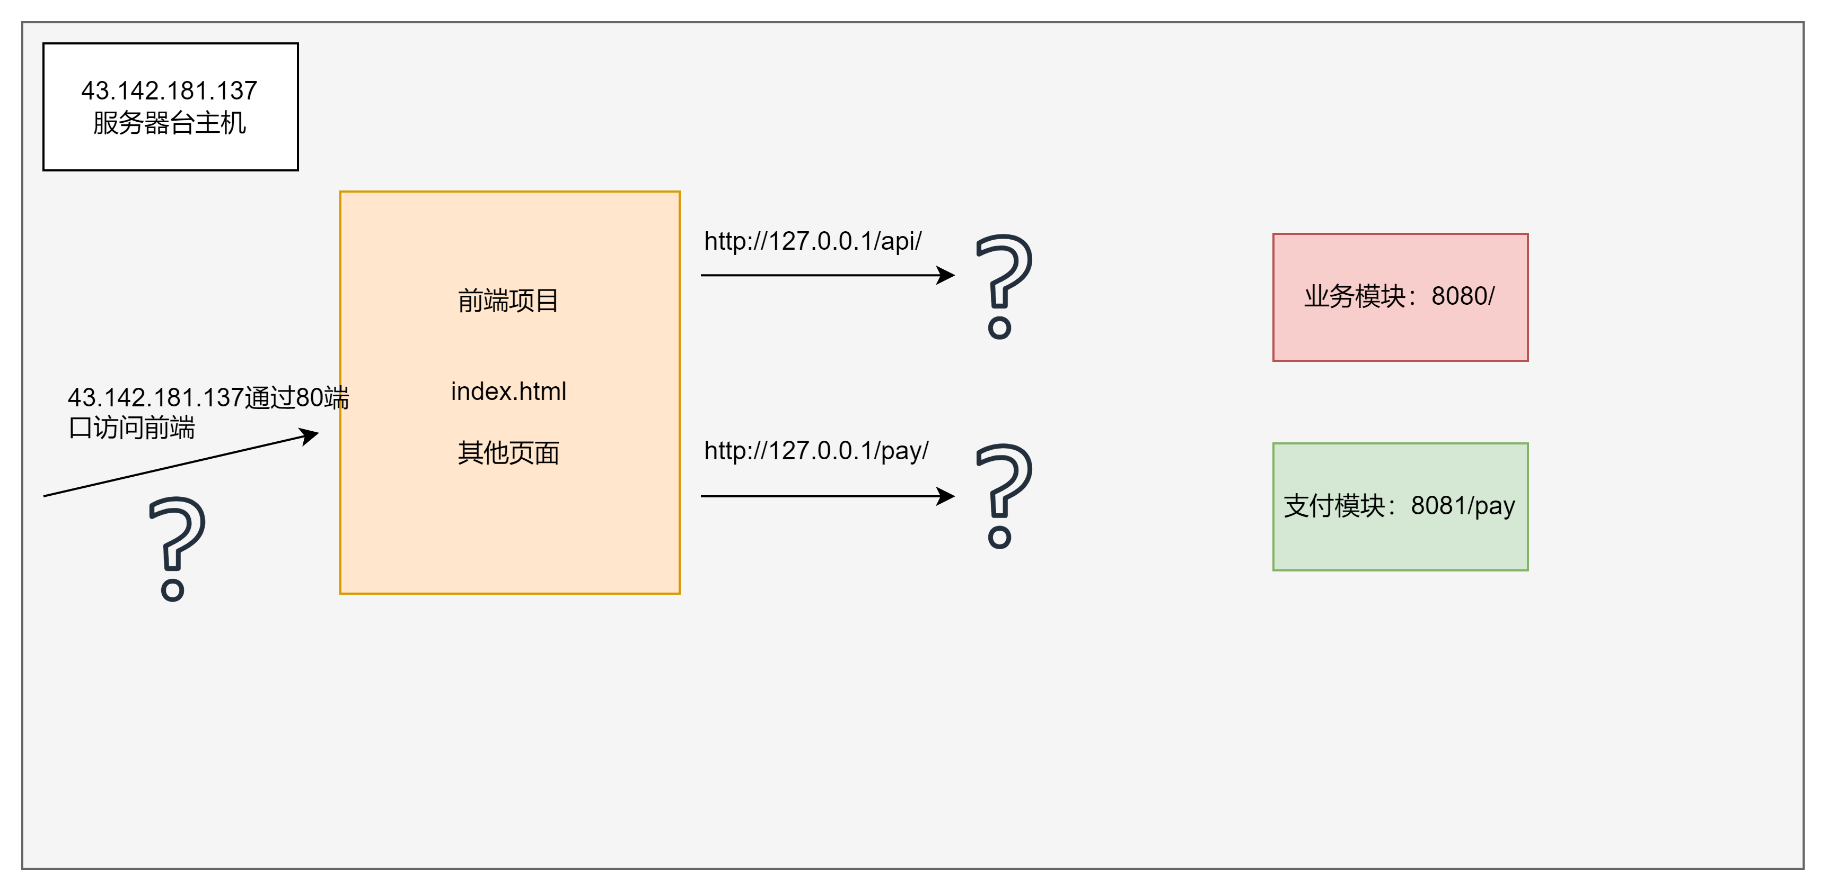 43.142.181.137
服务器台主机
http://127.0.0.1/api/
前端项目
业务模块：8080/
index.html
43.142.181.137通过80端
口访问前端
其他页面
http://127.0.0.1/pay/
支付模块：8081/pay